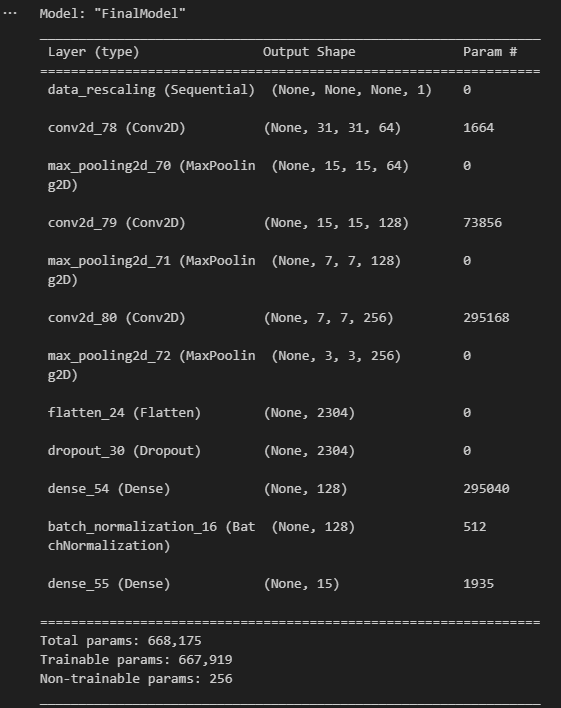 ... Model: "FinalModel"
_________________________________________________________________
Layer (type) Output Shape Param #
=================================================================
data_rescaling (Sequential) (None, None, None, 1) 0
conv2d_78 (Conv2D) (None, 31, 31, 64) 1664
max_pooling2d_70 (MaxPoolin (None, 15, 15, 64) 0
g2D)
conv2d_79 (Conv2D) (None, 15, 15, 128) 73856
max_pooling2d_71 (MaxPoolin (None, 7, 7, 128) 0
g2D)
conv2d_80 (Conv2D) (None, 7, 7, 256) 295168
max_pooling2d_72 (MaxPoolin (None, 3, 3, 256) 0
g2D)
flatten_24 (Flatten) (None, 2304) 0
dropout_30 (Dropout) (None, 2304) 0
dense_54 (Dense) (None, 128) 295040
batch_normalization_16 (Bat (None, 128) 512
chNormalization)
dense_55 (Dense) (None, 15) 1935
=================================================================
Total params: 668,175
Trainable params: 667,919
Non-trainable params: 256
_________________________________________________________________